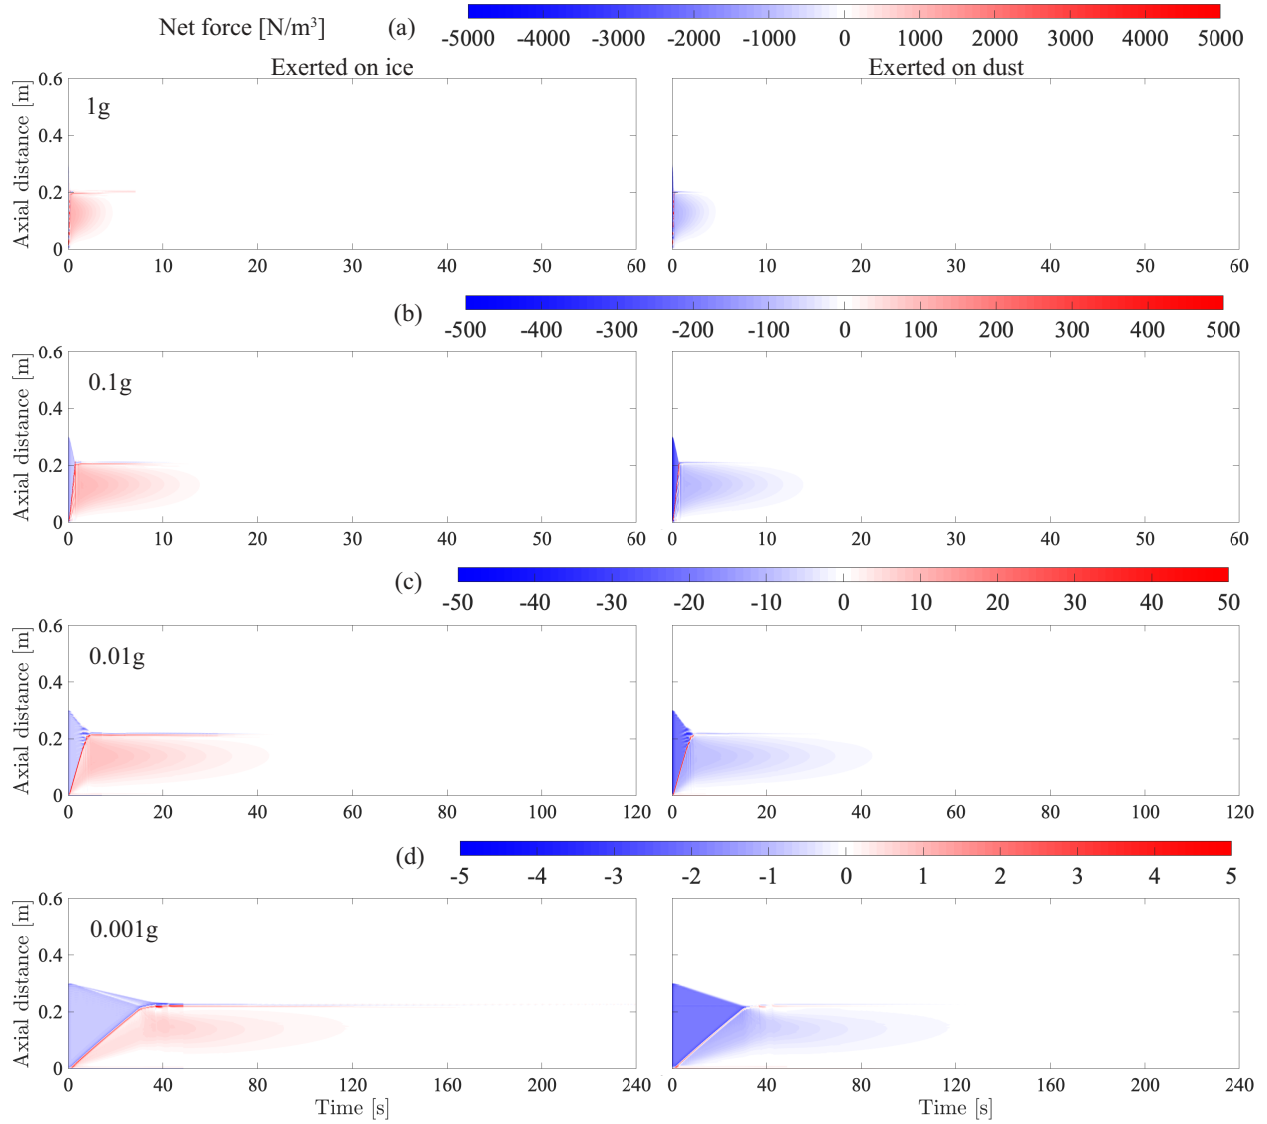 Net force [N/m³]
(a)
-5000 -4000 -3000 -2000 -1000 0 1000 2000 3000 4000 5000
Exerted on ice
Exerted on dust
Axial distance [m]
0.6
0.4
0.2
0
1g
0 10 20 30 40 50 60
0 10 20 30 40 50 60
(b)
-500 -400 -300 -200 -100 0 100 200 300 400 500
Axial distance [m]
0.6
0.4
0.2
0
0.1g
0 10 20 30 40 50 60
0 10 20 30 40 50 60
(c)
-50 -40 -30 -20 -10 0 10 20 30 40 50
Axial distance [m]
0.6
0.4
0.2
0
0.01g
0 20 40 60 80 100 120
0 20 40 60 80 100 120
(d)
-5 -4 -3 -2 -1 0 1 2 3 4 5
Axial distance [m]
0.6
0.4
0.2
0
0.001g
0 40 80 120 160 200 240
0 40 80 120 160 200 240
Time [s]
Time [s]